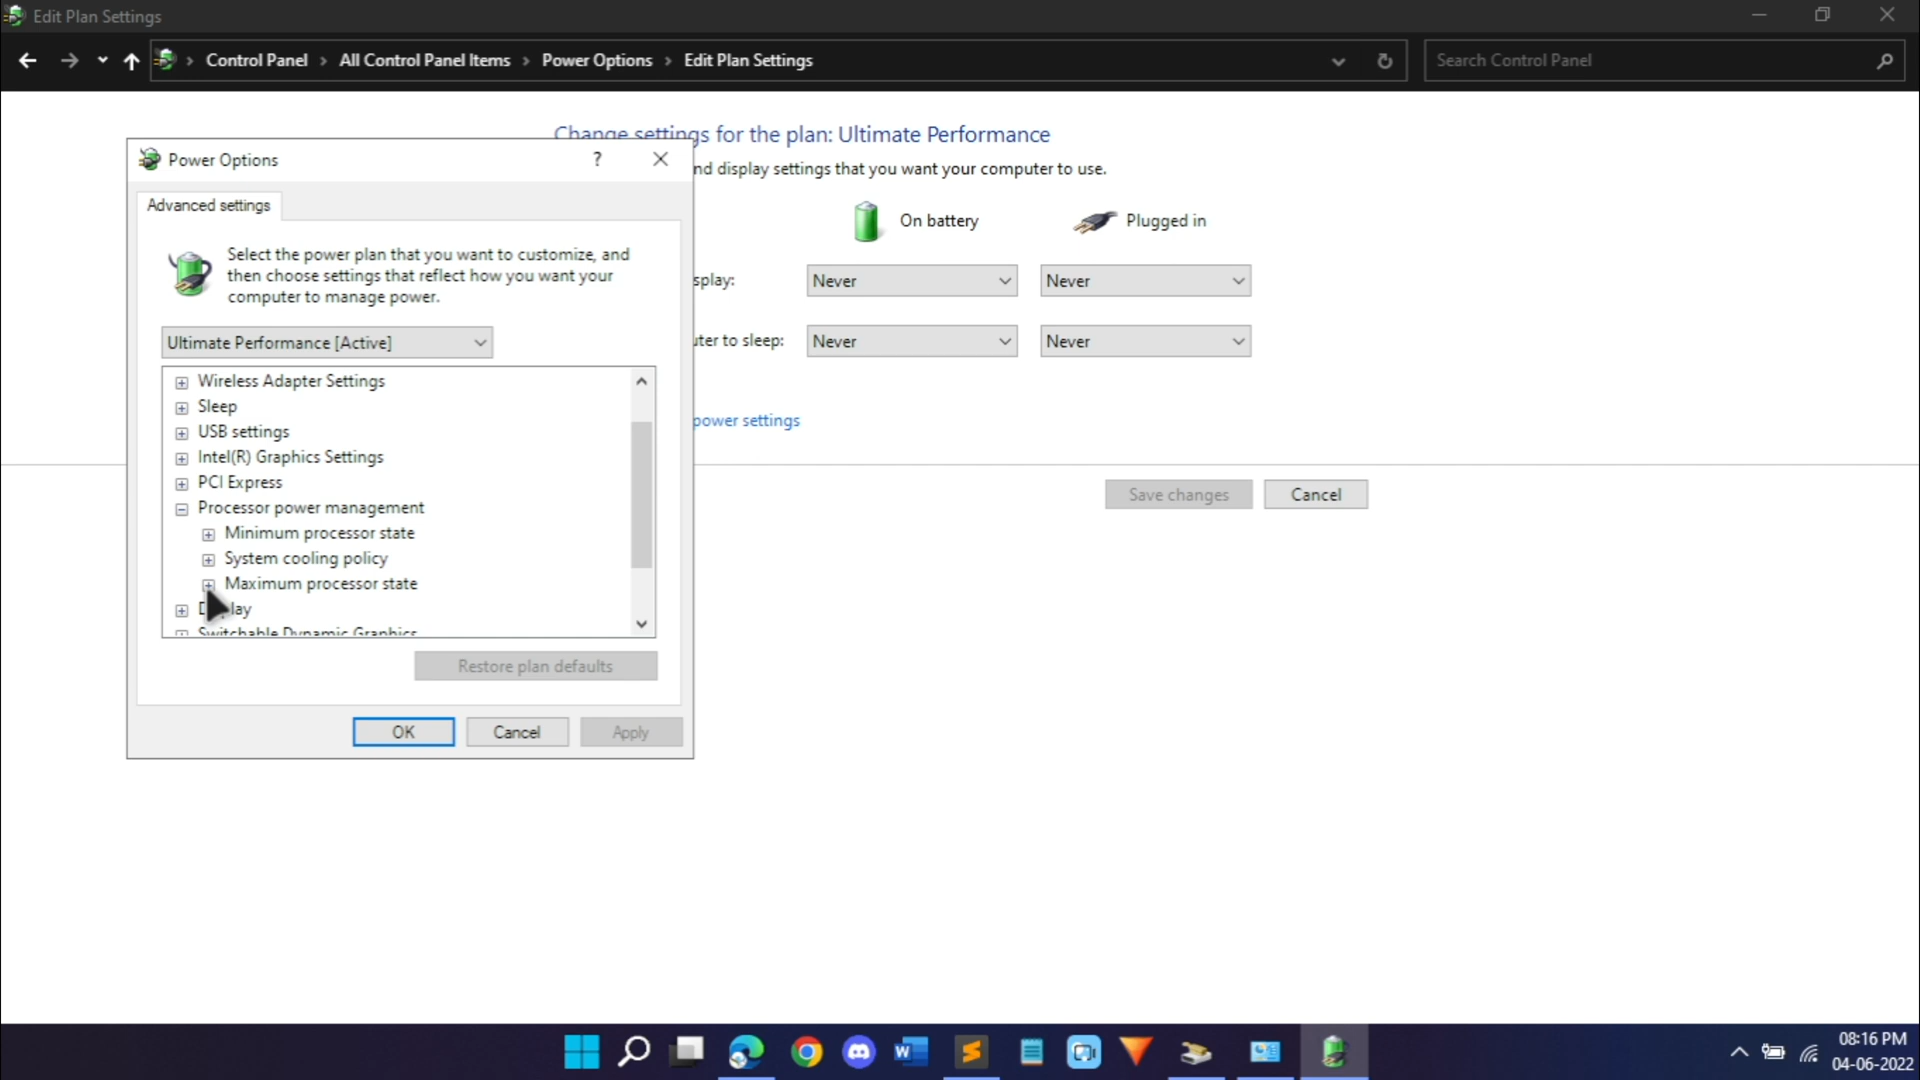 Edit Plan Settings
Control Panel > All Control Panel Items > Power Options > Edit Plan Settings
Search Control Panel
Change settings for the plan: Ultimate Performance
nd display settings that you want your computer to use.
Power Options
?
Advanced settings
On battery
Plugged in
Select the power plan that you want to customize, and
then choose settings that reflect how you want your
computer to manage power.
splay:
Never
Never
Ultimate Performance [Active]
uter to sleep:
Never
Never
Wireless Adapter Settings
Sleep
USB settings
power settings
Intel(R) Graphics Settings
PCI Express
Save changes
Cancel
Processor power management
Minimum processor state
System cooling policy
Maximum processor state
Display
Switchable Dynamic Graphics
Restore plan defaults
OK
Cancel
Apply
08:16 PM
04-06-2022